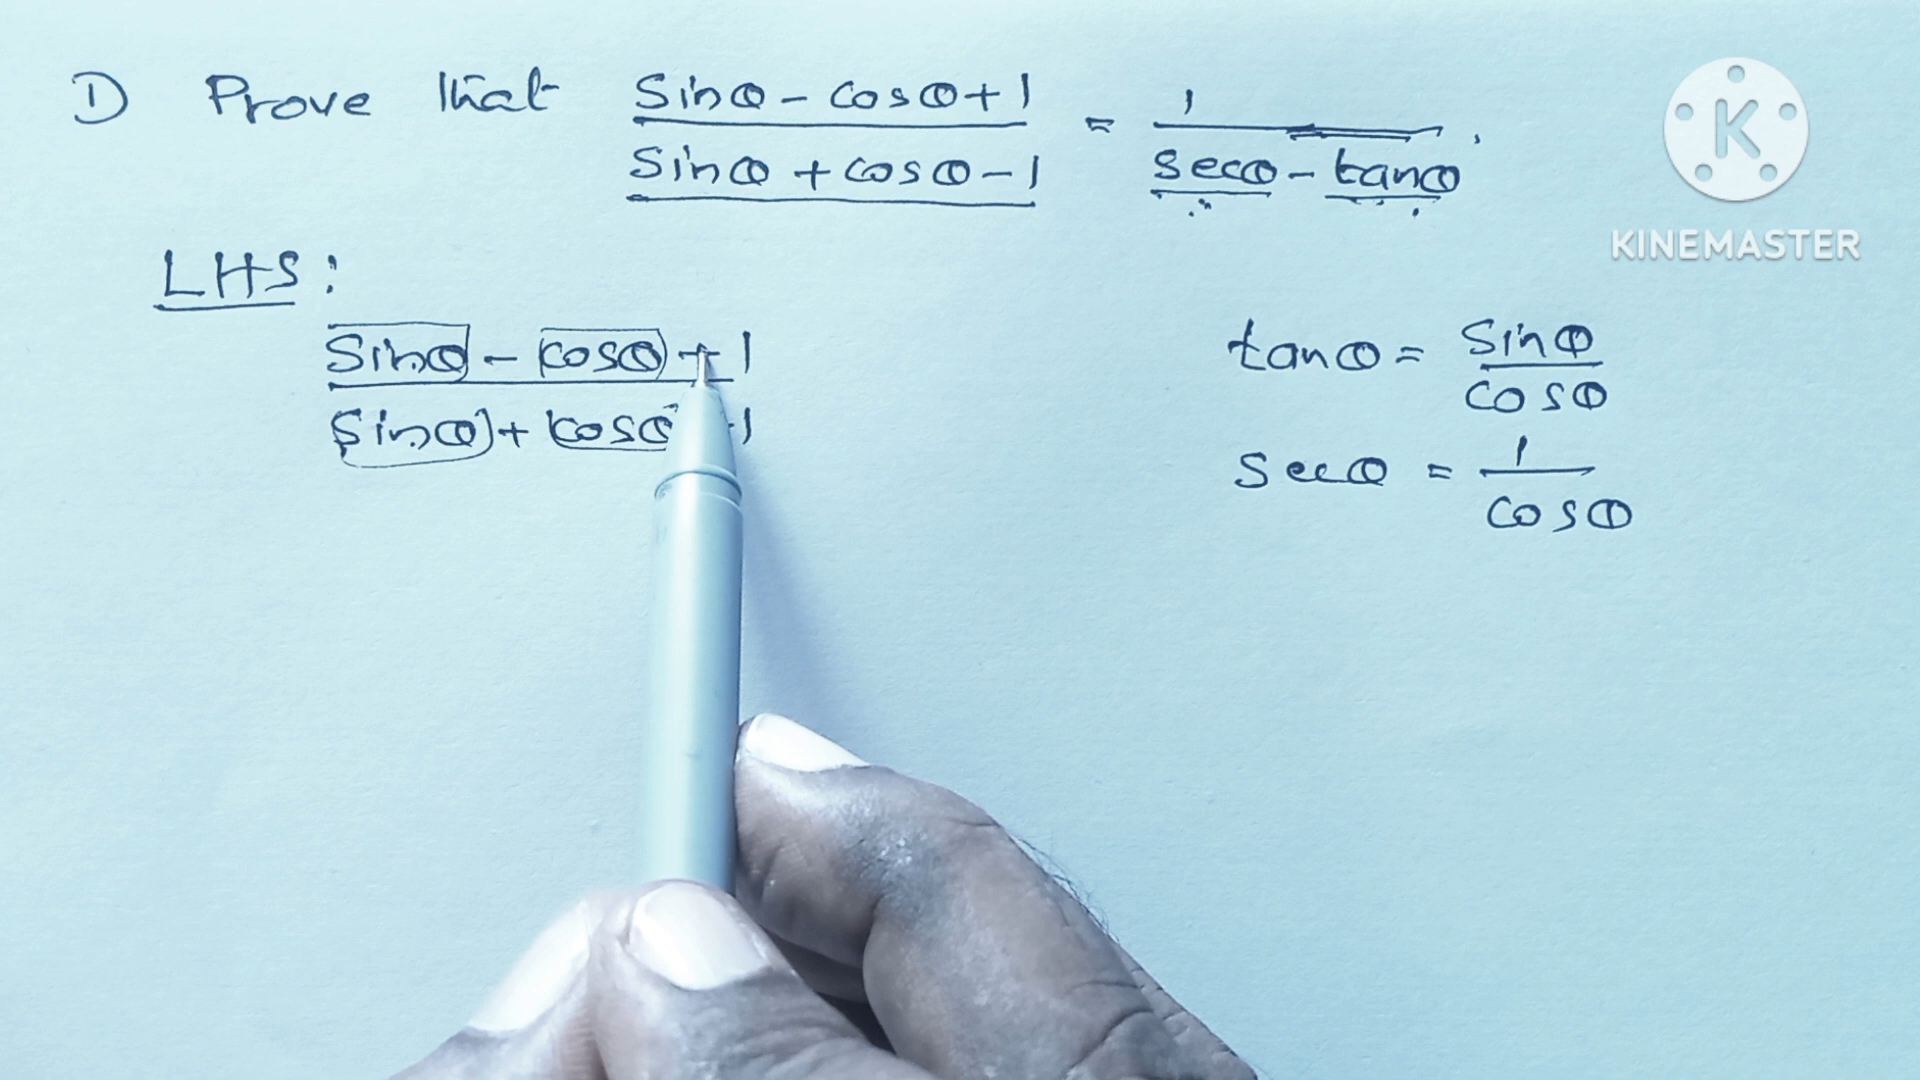 1) Prove that sinθ - cosθ + 1 / sinθ + cosθ - 1 = 1 / secθ - tanθ .
LHS :
sinθ - cosθ + 1
sinθ + cosθ - 1
tanθ = sinθ / cosθ
secθ = 1 / cosθ
K
KINEMASTER